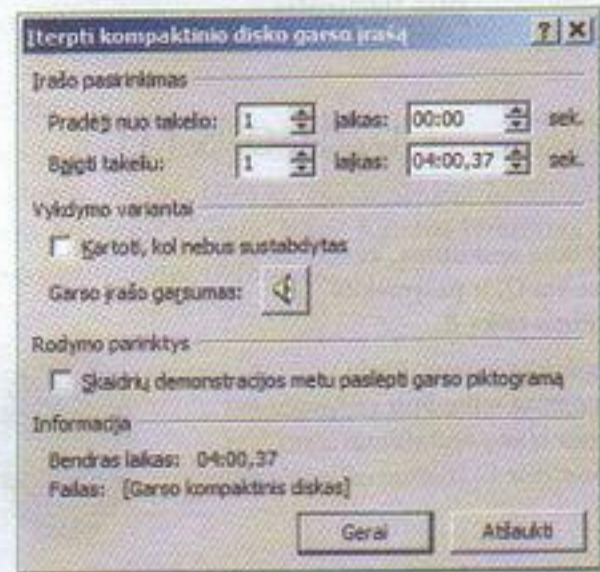 Įterpti kompaktinio disko garso įrašą
Įrašo pasirinkimas
Pradėti nuo takelio: 1 laikas: 00:00 sek.
Baigti takeliu: 1 laikas: 04:00,37 sek.
Vykdymo variantai
Kartoti, kol nebus sustabdytas
Garso įrašo garsumas:
Rodymo parinktys
Skaidrių demonstracijos metu paslėpti garso piktogramą
Informacija
Bendras laikas: 04:00,37
Failas: [Garso kompaktinis diskas]
Gerai Atšaukti